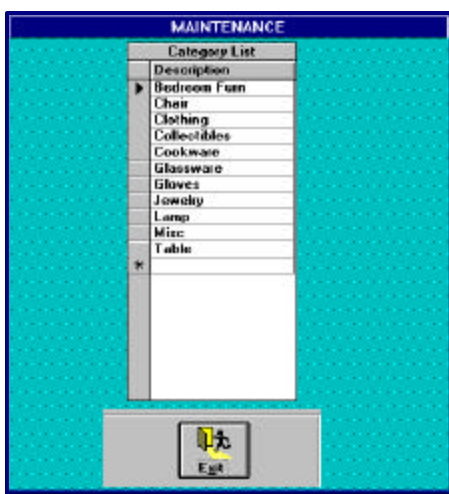 MAINTENANCE
Category List
Description
Bedroom Furn
Chair
Clothing
Collectibles
Cookware
Glassware
Gloves
Jewelry
Lamp
Misc
Table
*
Exit